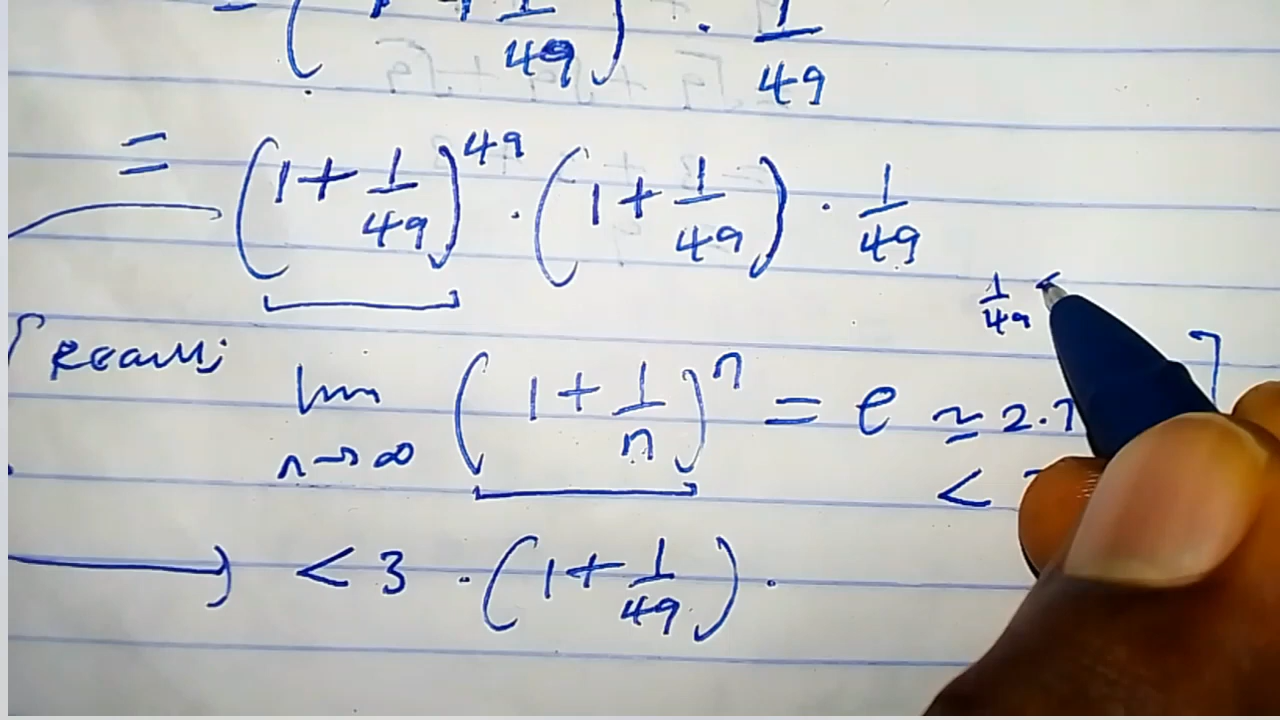 = (1 + 1/49) · 1/49
= (1 + 1/49)^49 · (1 + 1/49) · 1/49
1/49 <
[Recall; lim n→∞ (1 + 1/n)^n = e ≃ 2.7
<
→ < 3 · (1 + 1/49) ·